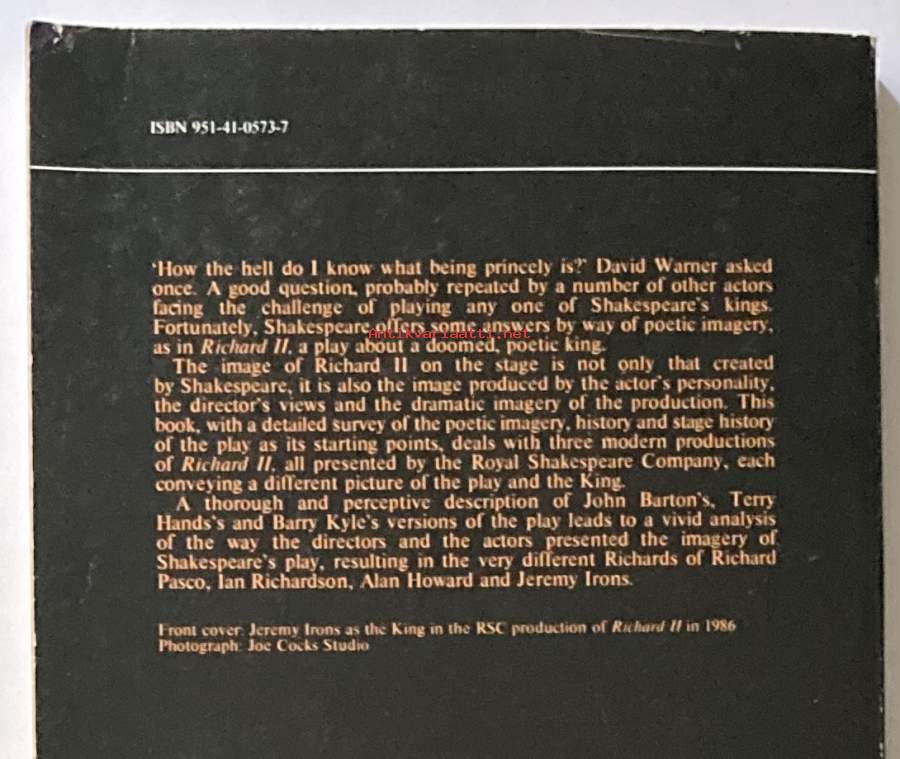 ISBN 951-41-0573-7
'How the hell do I know what being princely is?' David Warner asked
once. A good question, probably repeated by a number of other actors
facing the challenge of playing any one of Shakespeare's kings.
Fortunately, Shakespeare offers some answers by way of poetic imagery,
Antikvariaatti.net
as in Richard II, a play about a doomed, poetic king.
The image of Richard II on the stage is not only that created
by Shakespeare, it is also the image produced by the actor's personality,
the director's views and the dramatic imagery of the production. This
book, with a detailed survey of the poetic imagery, history and stage history
of the play as its starting points, deals with three modern productions
of Richard II, all presented by the Royal Shakespeare Company, each
conveying a different picture of the play and the King.
A thorough and perceptive description of John Barton's, Terry
Hands's and Barry Kyle's versions of the play leads to a vivid analysis
of the way the directors and the actors presented the imagery of
Shakespeare's play, resulting in the very different Richards of Richard
Pasco, Ian Richardson, Alan Howard and Jeremy Irons.
Front cover: Jeremy Irons as the King in the RSC production of Richard II in 1986
Photograph: Joe Cocks Studio